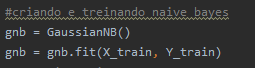 #criando e treinando naive bayes
gnb = GaussianNB()
gnb = gnb.fit(X_train, Y_train)